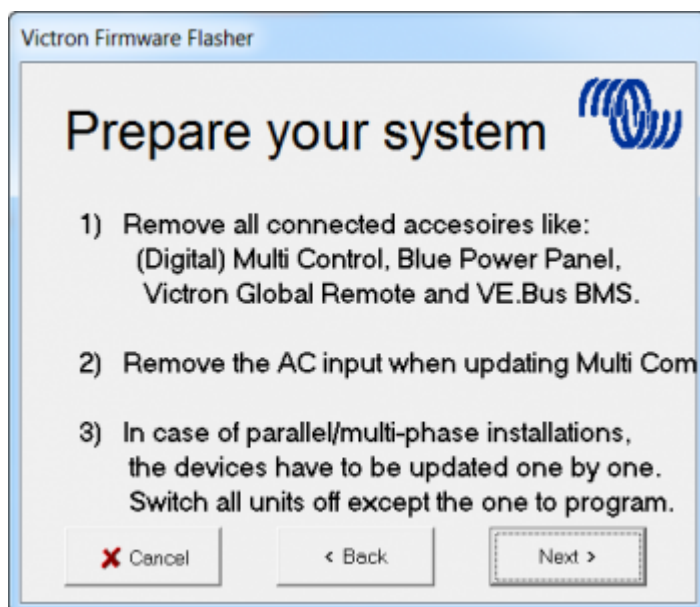 Victron Firmware Flasher
Prepare your system
1) Remove all connected accesoires like:
(Digital) Multi Control, Blue Power Panel,
Victron Global Remote and VE.Bus BMS.
2) Remove the AC input when updating Multi Com
3) In case of parallel/multi-phase installations,
the devices have to be updated one by one.
Switch all units off except the one to program.
Cancel
< Back
Next >